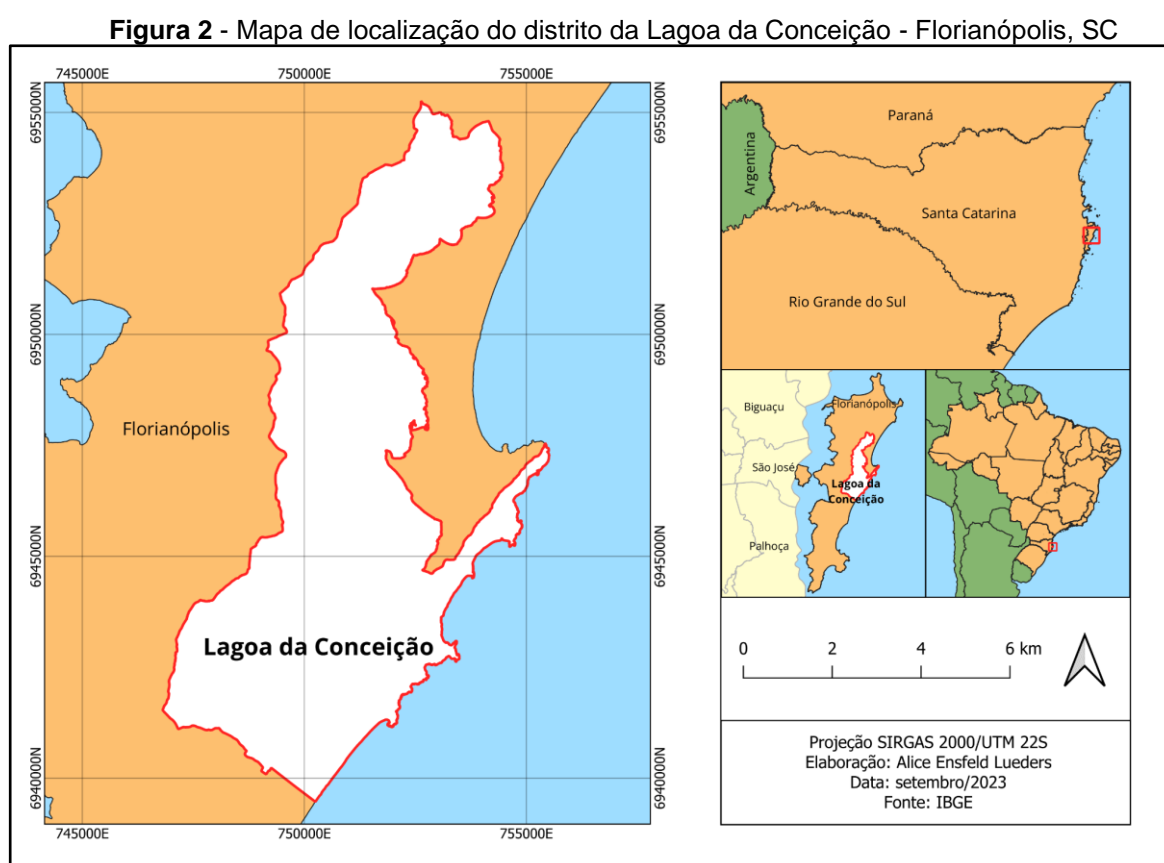 Figura 2 - Mapa de localização do distrito da Lagoa da Conceição - Florianópolis, SC
745000E 750000E 755000E
6955000N
6950000N
6945000N
6940000N
Florianópolis
Lagoa da Conceição
6955000N
6950000N
6945000N
6940000N
745000E 750000E 755000E
Paraná
Argentina
Santa Catarina
Rio Grande do Sul
Biguaçu
Florianópolis
São José
Lagoa da
Conceição
Palhoça
0 2 4 6 km
Projeção SIRGAS 2000/UTM 22S
Elaboração: Alice Ensfeld Lueders
Data: setembro/2023
Fonte: IBGE